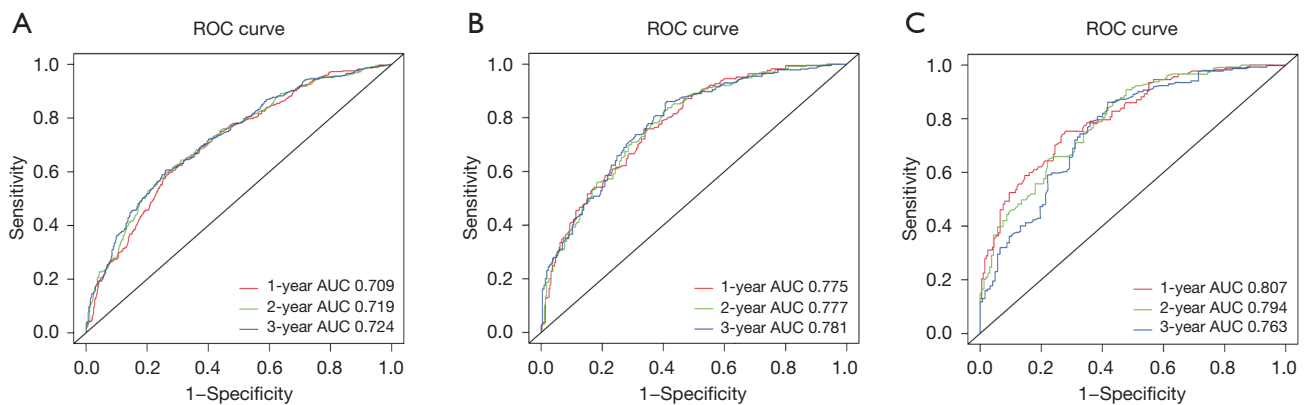 A
ROC curve
1.0
0.8
0.6
0.4
0.2
0.0
Sensitivity
1-year AUC 0.709
2-year AUC 0.719
3-year AUC 0.724
0.0 0.2 0.4 0.6 0.8 1.0
1−Specificity
B
ROC curve
1.0
0.8
0.6
0.4
0.2
0.0
Sensitivity
1-year AUC 0.775
2-year AUC 0.777
3-year AUC 0.781
0.0 0.2 0.4 0.6 0.8 1.0
1−Specificity
C
ROC curve
1.0
0.8
0.6
0.4
0.2
0.0
Sensitivity
1-year AUC 0.807
2-year AUC 0.794
3-year AUC 0.763
0.0 0.2 0.4 0.6 0.8 1.0
1−Specificity